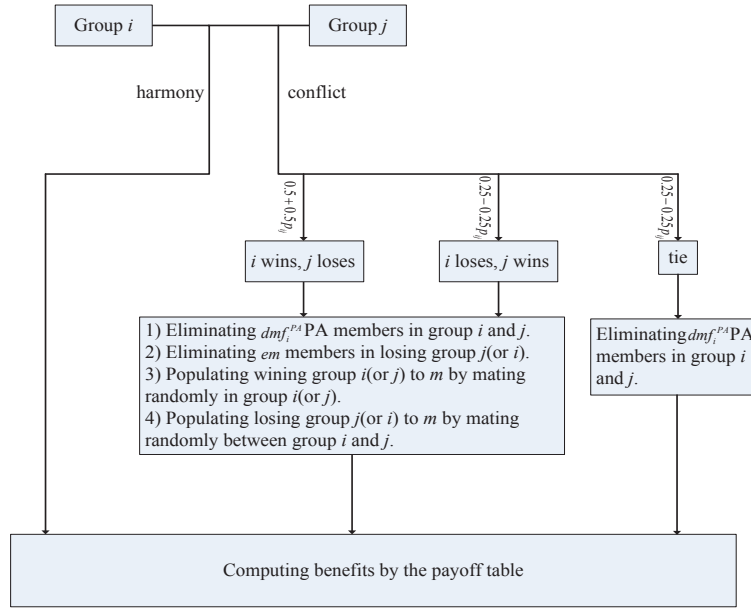 Group i
Group j
harmony
conflict
0.5 + 0.5p_ij
0.25 − 0.25p_ij
0.25 − 0.25p_ij
i wins, j loses
i loses, j wins
tie
1) Eliminating dmf_i^PA PA members in group i and j.
2) Eliminating em members in losing group j(or i).
3) Populating wining group i(or j) to m by mating
randomly in group i(or j).
4) Populating losing group j(or i) to m by mating
randomly between group i and j.
Eliminating dmf_i^PA PA
members in group i
and j.
Computing benefits by the payoff table